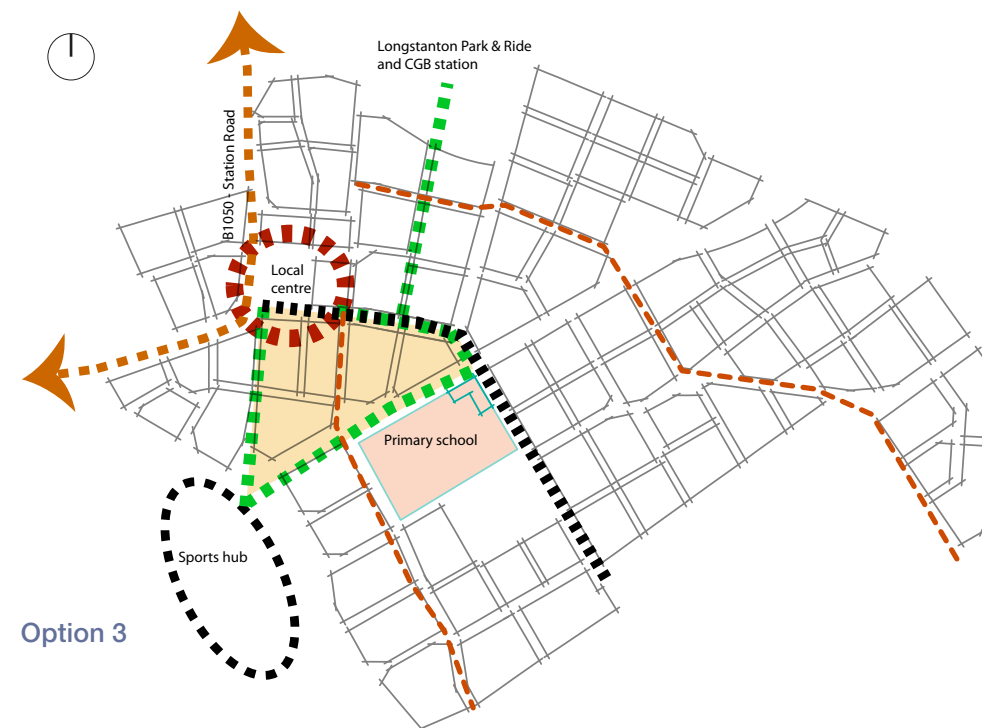 Longstanton Park & Ride
and CGB station
B1050 - Station Road
Local
centre
Primary school
Sports hub
Option 3